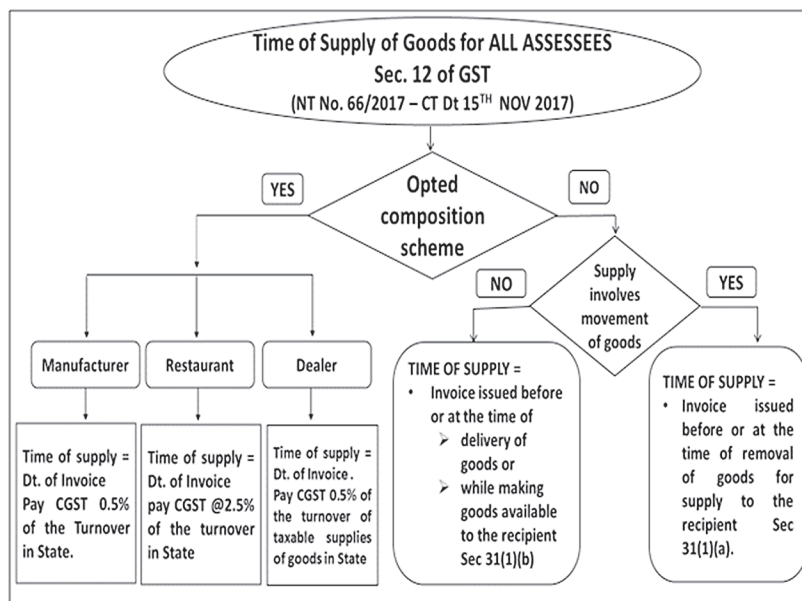 Time of Supply of Goods for ALL ASSESSEES
Sec. 12 of GST
(NT No. 66/2017 – CT Dt 15TH NOV 2017)
YES
Opted
composition
scheme
NO
NO
Supply
involves
movement
of goods
YES
Manufacturer
Restaurant
Dealer
Time of supply =
Dt. of Invoice
Pay CGST 0.5%
of the Turnover
in State.
Time of supply =
Dt. of Invoice
pay CGST @2.5%
of the turnover
in State
Time of supply =
Dt. of Invoice .
Pay CGST 0.5% of
the turnover of
taxable supplies
of goods in State
TIME OF SUPPLY =
• Invoice issued before
or at the time of
➢ delivery of
goods or
➢ while making
goods available
to the recipient
Sec 31(1)(b)
TIME OF SUPPLY =
• Invoice issued
before or at the
time of removal
of goods for
supply to the
recipient Sec
31(1)(a).